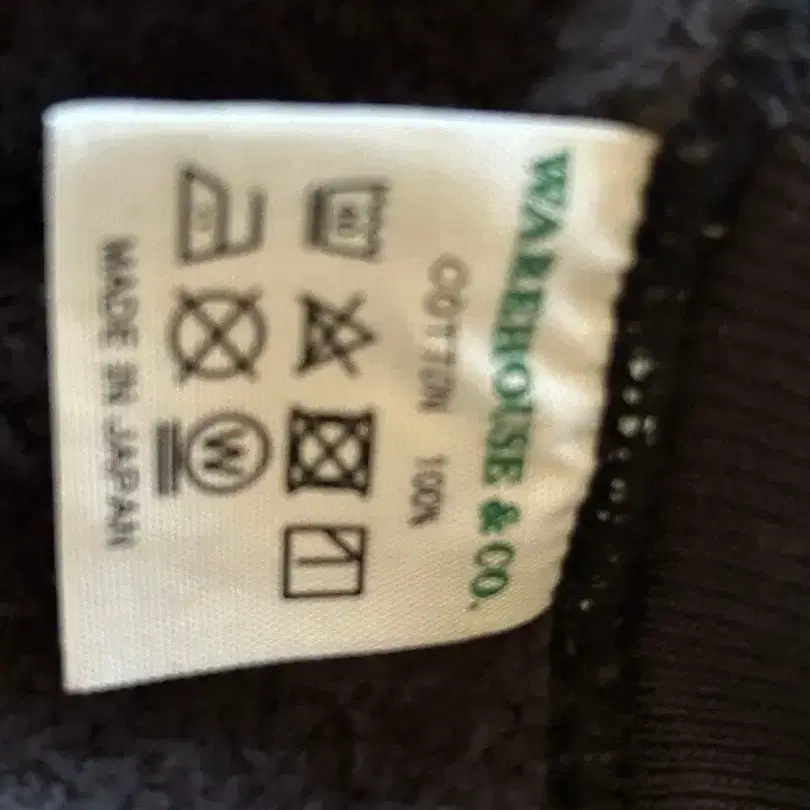 WAREHOUSE & CO.
COTTON 100%
W
MADE IN JAPAN